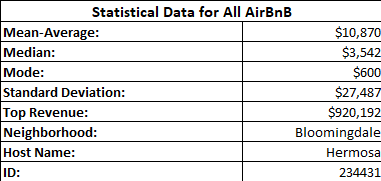 Statistical Data for All AirBnB
Mean-Average: $10,870
Median: $3,542
Mode: $600
Standard Deviation: $27,487
Top Revenue: $920,192
Neighborhood: Bloomingdale
Host Name: Hermosa
ID: 234431